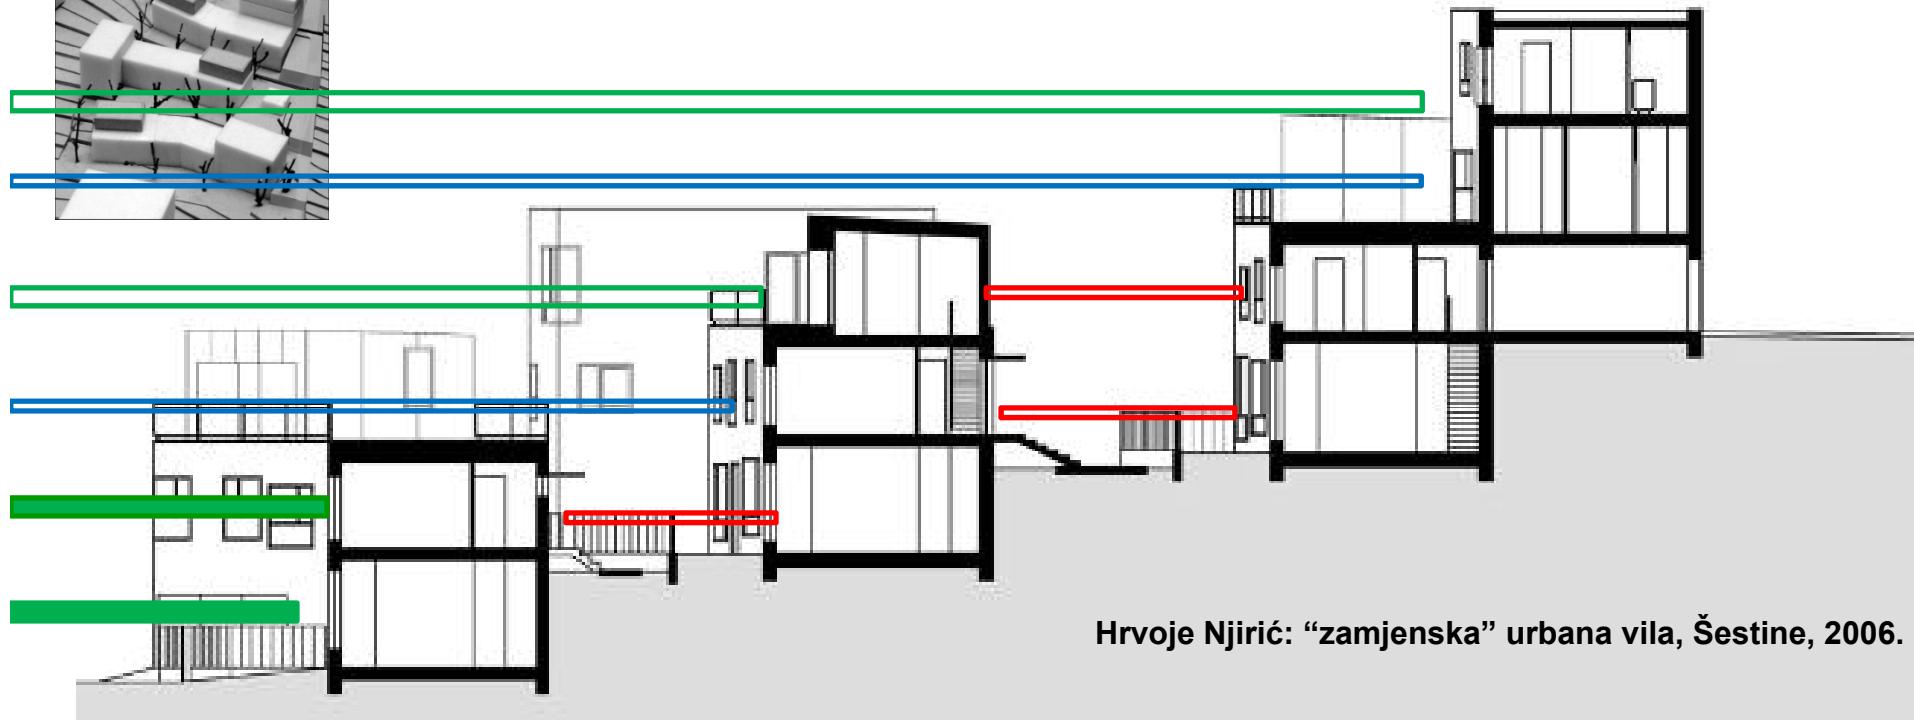 Hrvoje Njirić: “zamjenska” urbana vila, Šestine, 2006.